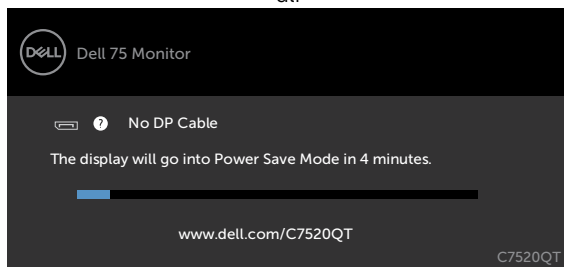 DELL
Dell 75 Monitor
? No DP Cable
The display will go into Power Save Mode in 4 minutes.
www.dell.com/C7520QT
C7520QT